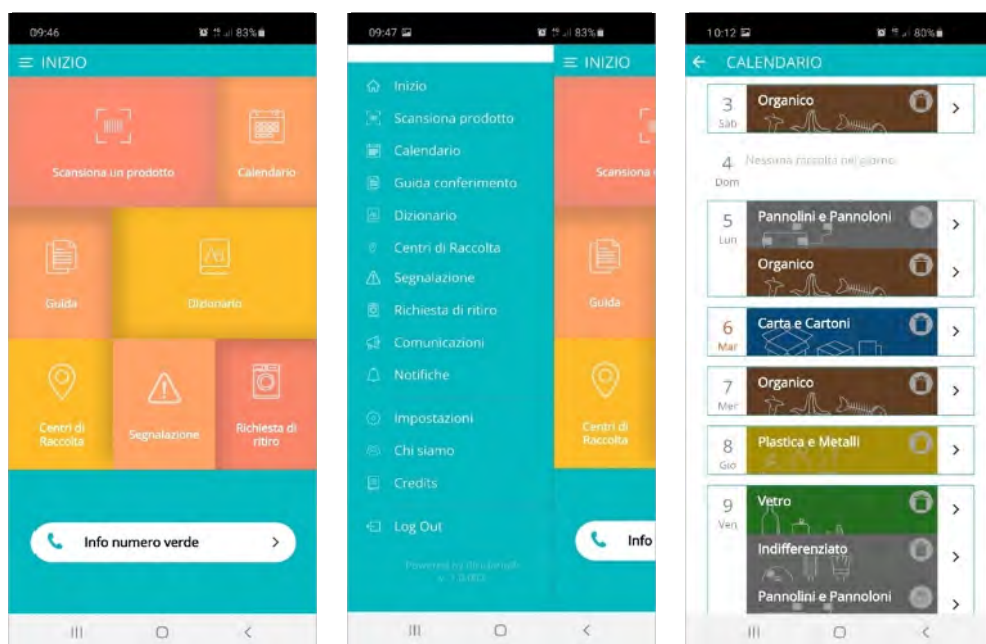 09:46
83%
INIZIO
Scansiona un prodotto
Calendario
Guida
Dizionario
Centri di
Raccolta
Segnalazione
Richiesta di
ritiro
Info numero verde
09:47
83%
INIZIO
Inizio
Scansiona prodotto
Calendario
Guida conferimento
Dizionario
Centri di Raccolta
Segnalazione
Richiesta di ritiro
Comunicazioni
Notifiche
Impostazioni
Chi siamo
Credits
Log Out
Scansiona
Guida
Centri di
Raccolta
Info
10:12
80%
CALENDARIO
3
Sab
Organico
4
Dom
Nessuna raccolta nel giorno.
5
Lun
Pannolini e Pannoloni
Organico
6
Mar
Carta e Cartoni
7
Mer
Organico
8
Gio
Plastica e Metalli
9
Ven
Vetro
Indifferenziato
Pannolini e Pannoloni